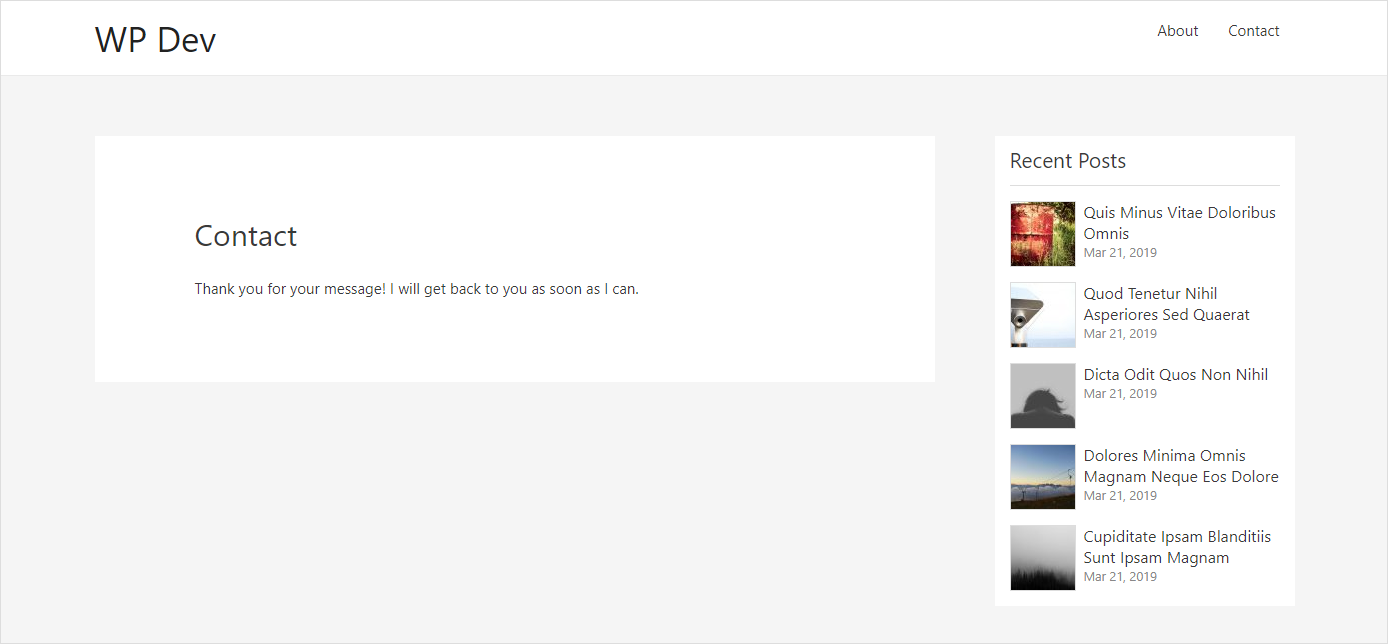 WP Dev
About
Contact
Contact
Thank you for your message! I will get back to you as soon as I can.
Recent Posts
Quis Minus Vitae Doloribus
Omnis
Mar 21, 2019
Quod Tenetur Nihil
Asperiores Sed Quaerat
Mar 21, 2019
Dicta Odit Quos Non Nihil
Mar 21, 2019
Dolores Minima Omnis
Magnam Neque Eos Dolore
Mar 21, 2019
Cupiditate Ipsam Blanditiis
Sunt Ipsam Magnam
Mar 21, 2019